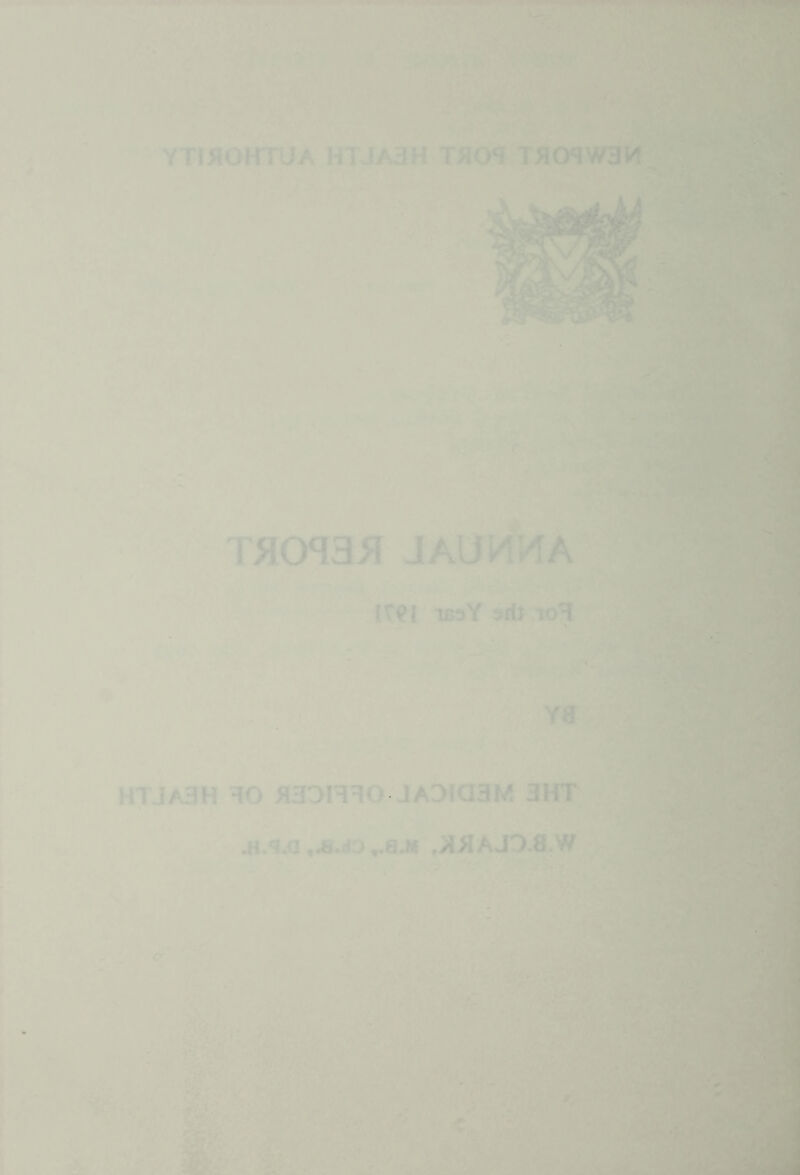 NEWPORT PORT HEALTH AUTHORITY
ANNUAL REPORT
For the Year 1971
BY
THE MEDICAL OFFICER OF HEALTH
W.B.CLARK, M.B., Ch.B., D.P.H.